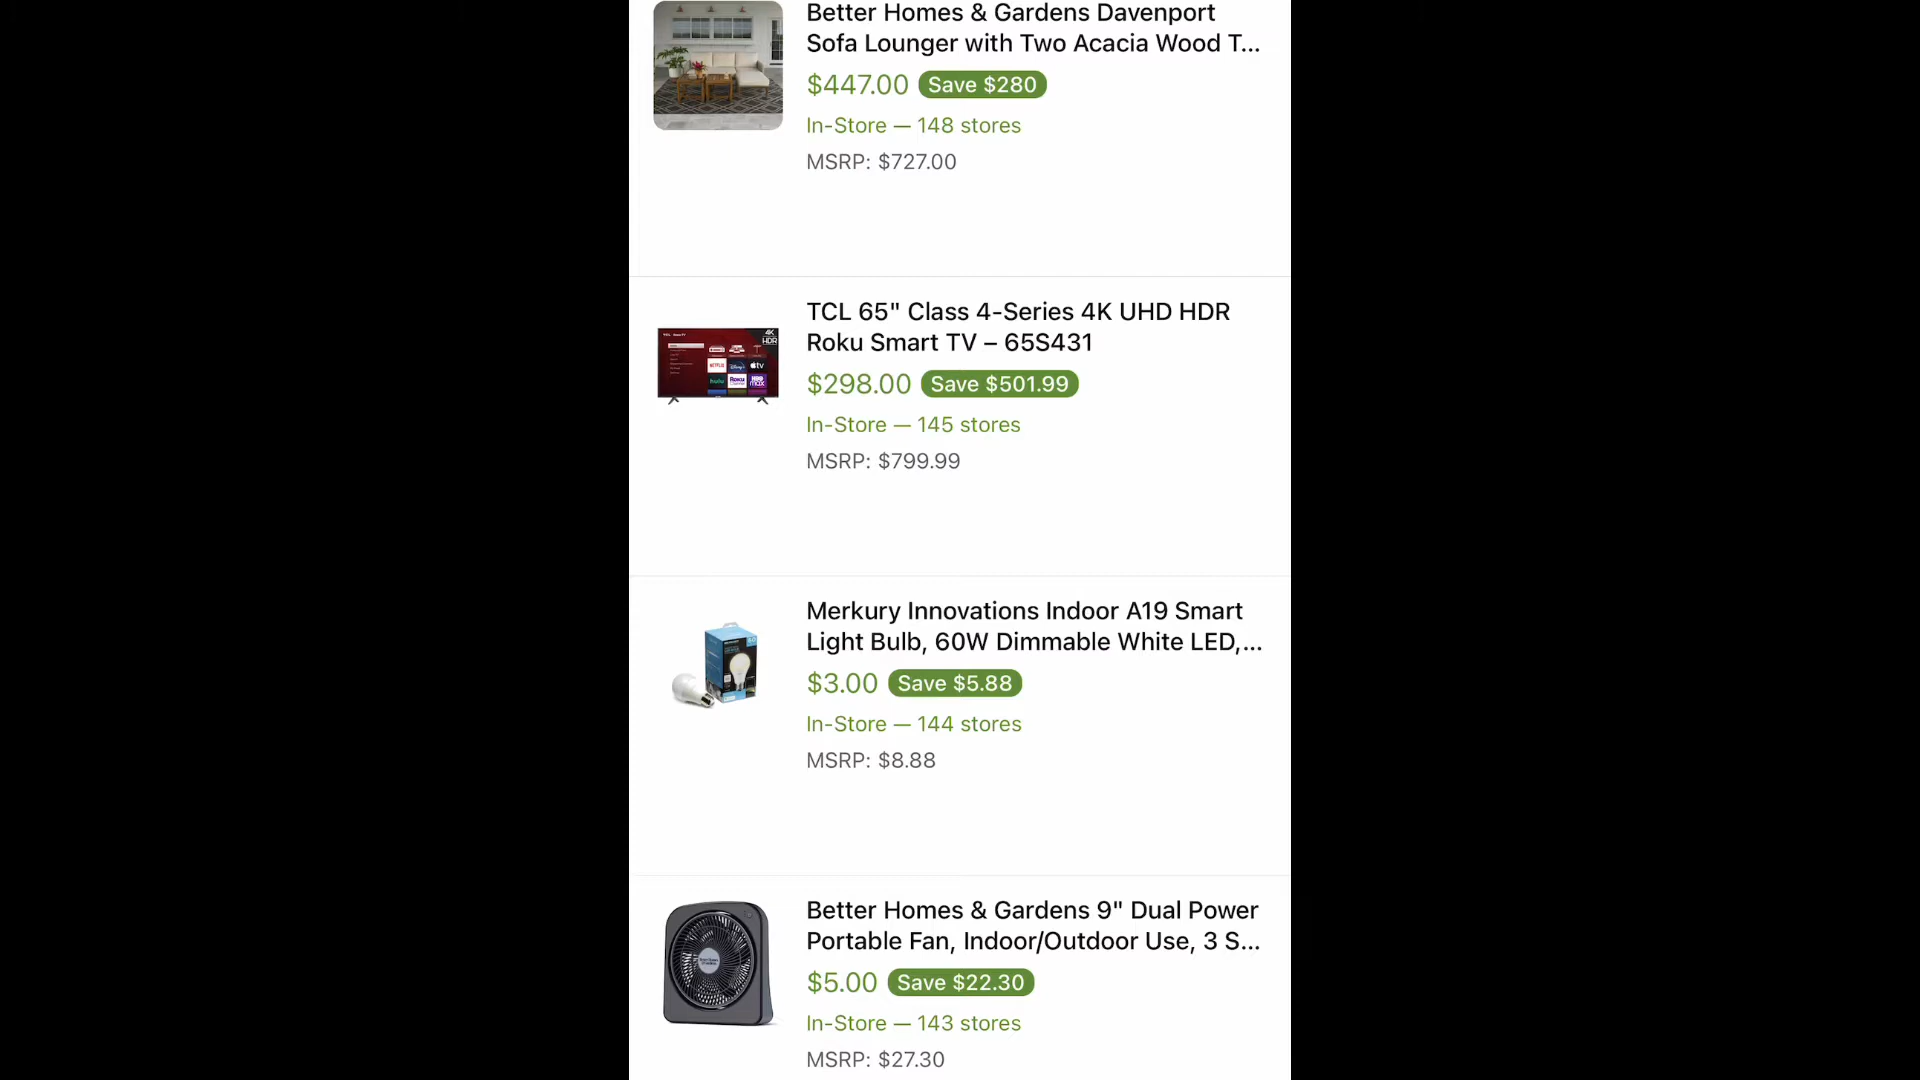 Better Homes & Gardens Davenport
Sofa Lounger with Two Acacia Wood T...
$447.00 Save $280
In-Store — 148 stores
MSRP: $727.00
TCL 65" Class 4-Series 4K UHD HDR
Roku Smart TV – 65S431
$298.00 Save $501.99
In-Store — 145 stores
MSRP: $799.99
Merkury Innovations Indoor A19 Smart
Light Bulb, 60W Dimmable White LED,...
$3.00 Save $5.88
In-Store — 144 stores
MSRP: $8.88
Better Homes & Gardens 9" Dual Power
Portable Fan, Indoor/Outdoor Use, 3 S...
$5.00 Save $22.30
In-Store — 143 stores
MSRP: $27.30